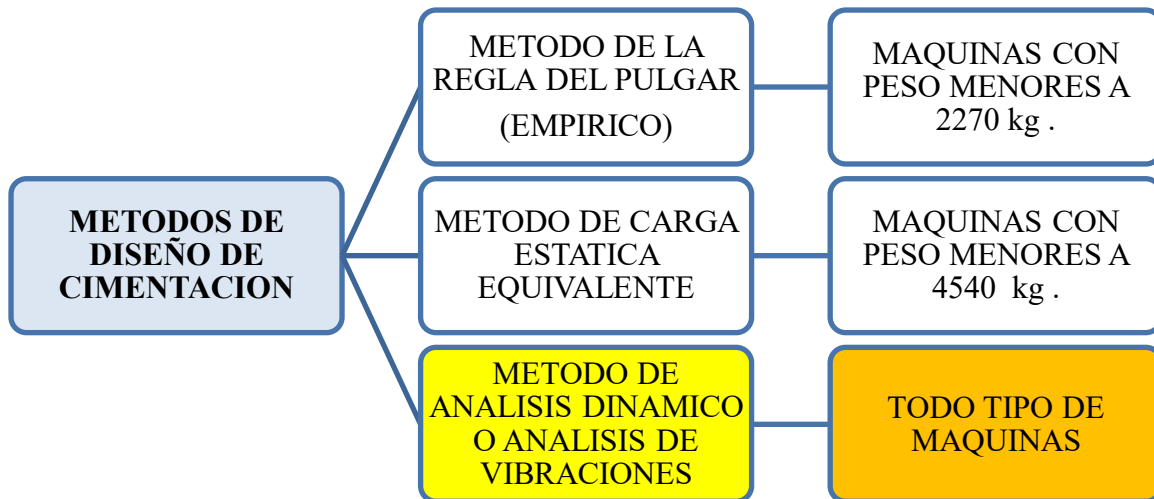 METODOS DE
DISEÑO DE
CIMENTACION
METODO DE LA
REGLA DEL PULGAR
(EMPIRICO)
MAQUINAS CON
PESO MENORES A
2270 kg .
METODO DE CARGA
ESTATICA
EQUIVALENTE
MAQUINAS CON
PESO MENORES A
4540 kg .
METODO DE
ANALISIS DINAMICO
O ANALISIS DE
VIBRACIONES
TODO TIPO DE
MAQUINAS